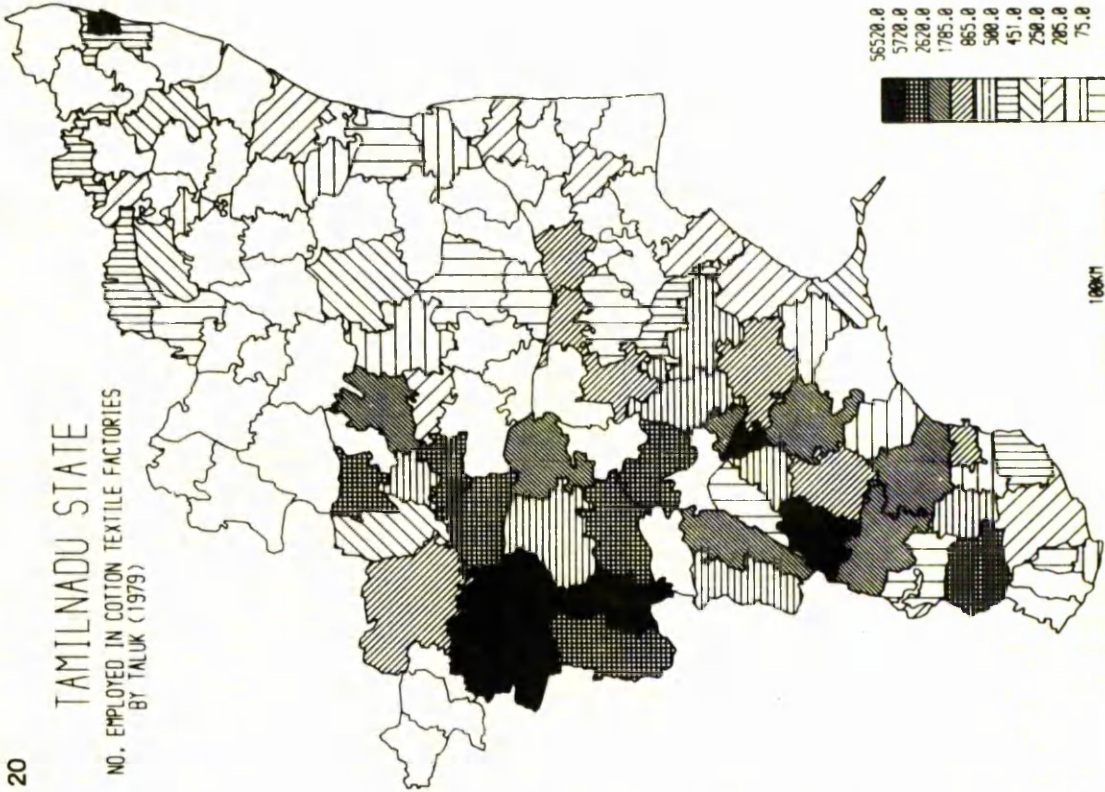 20
TAMILNADU STATE
NO. EMPLOYED IN COTTON TEXTILE FACTORIES
BY TALUK (1979)
56520.0
5720.0
2620.0
1785.0
865.0
500.0
451.0
250.0
205.0
75.0
100KM